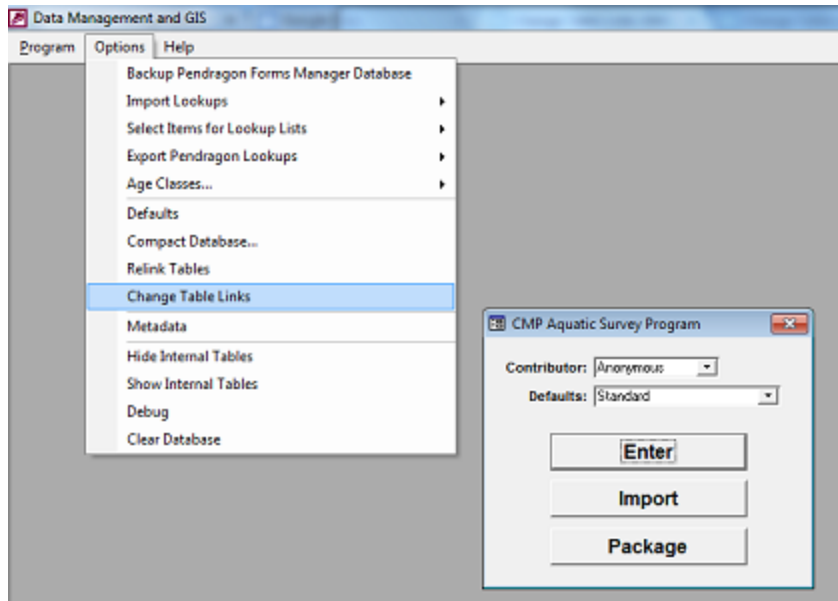 Data Management and GIS
Program Options Help
Backup Pendragon Forms Manager Database
Import Lookups
Select Items for Lookup Lists
Export Pendragon Lookups
Age Classes...
Defaults
Compact Database...
Relink Tables
Change Table Links
Metadata
Hide Internal Tables
Show Internal Tables
Debug
Clear Database
CMP Aquatic Survey Program
Contributor: Anonymous
Defaults: Standard
Enter
Import
Package